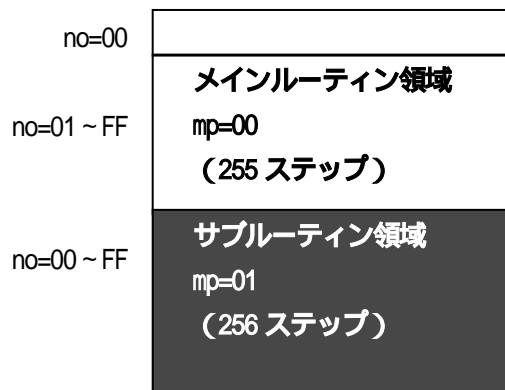 no=00
メインルーティン領域
no=01 ~ FF
mp=00
(255 ステップ)
サブルーティン領域
no=00 ~ FF
mp=01
(256 ステップ)